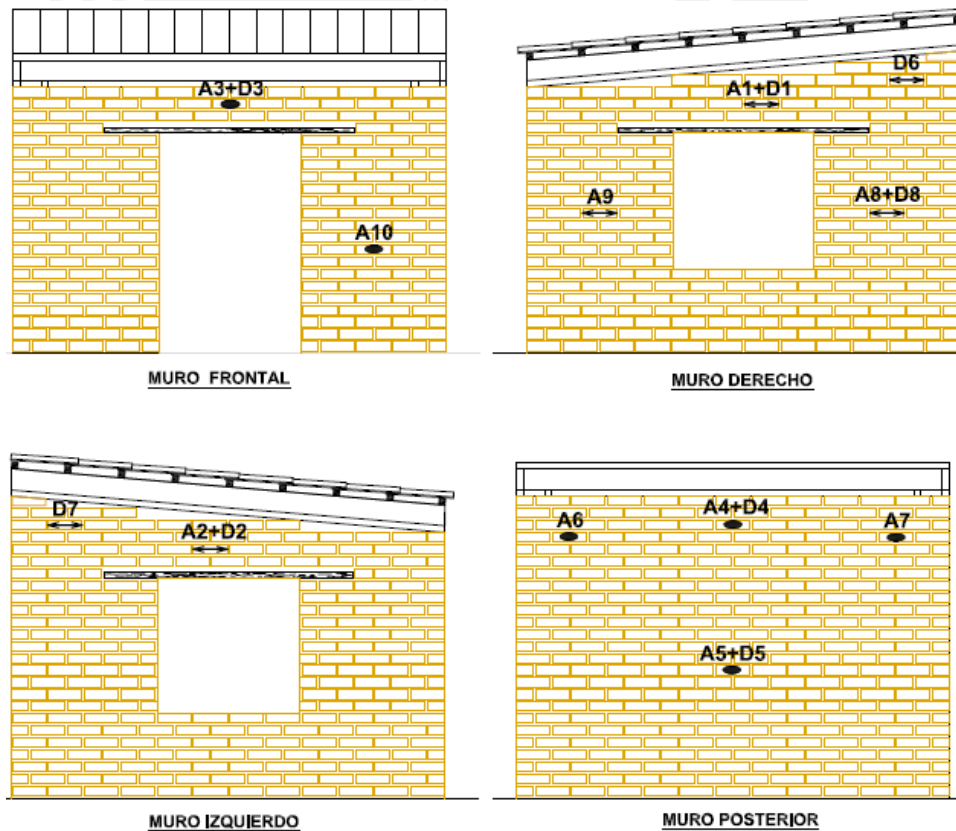 A3+D3
A10
MURO FRONTAL
D6
A1+D1
A9
A8+D8
MURO DERECHO
D7
A2+D2
MURO IZQUIERDO
A6
A4+D4
A7
A5+D5
MURO POSTERIOR